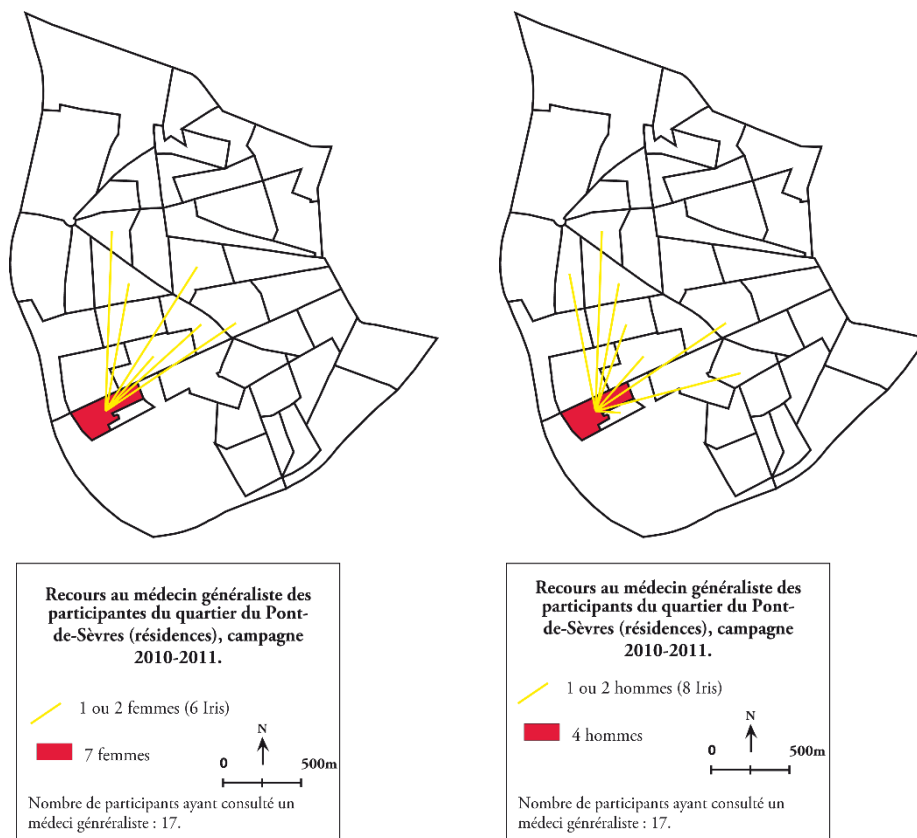 Recours au médecin généraliste des
participantes du quartier du Pont-
de-Sèvres (résidences), campagne
2010-2011.
1 ou 2 femmes (6 Iris)
7 femmes
N
0 500m
Nombre de participants ayant consulté un
médeci génréraliste : 17.
Recours au médecin généraliste des
participants du quartier du Pont-
de-Sèvres (résidences), campagne
2010-2011.
1 ou 2 hommes (8 Iris)
4 hommes
N
0 500m
Nombre de participants ayant consulté un
médeci génréraliste : 17.